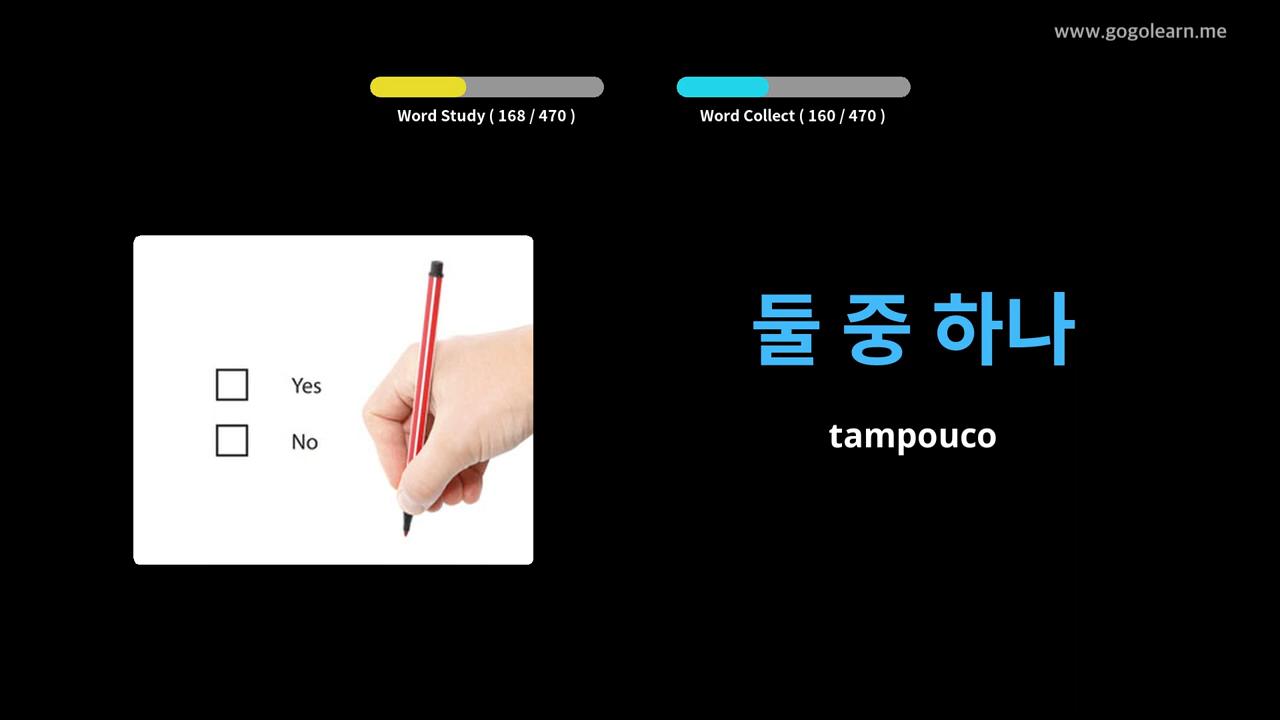 www.gogolearn.me
Word Study ( 168 / 470 )
Word Collect ( 160 / 470 )
Yes
No
둘 중 하나
tampouco